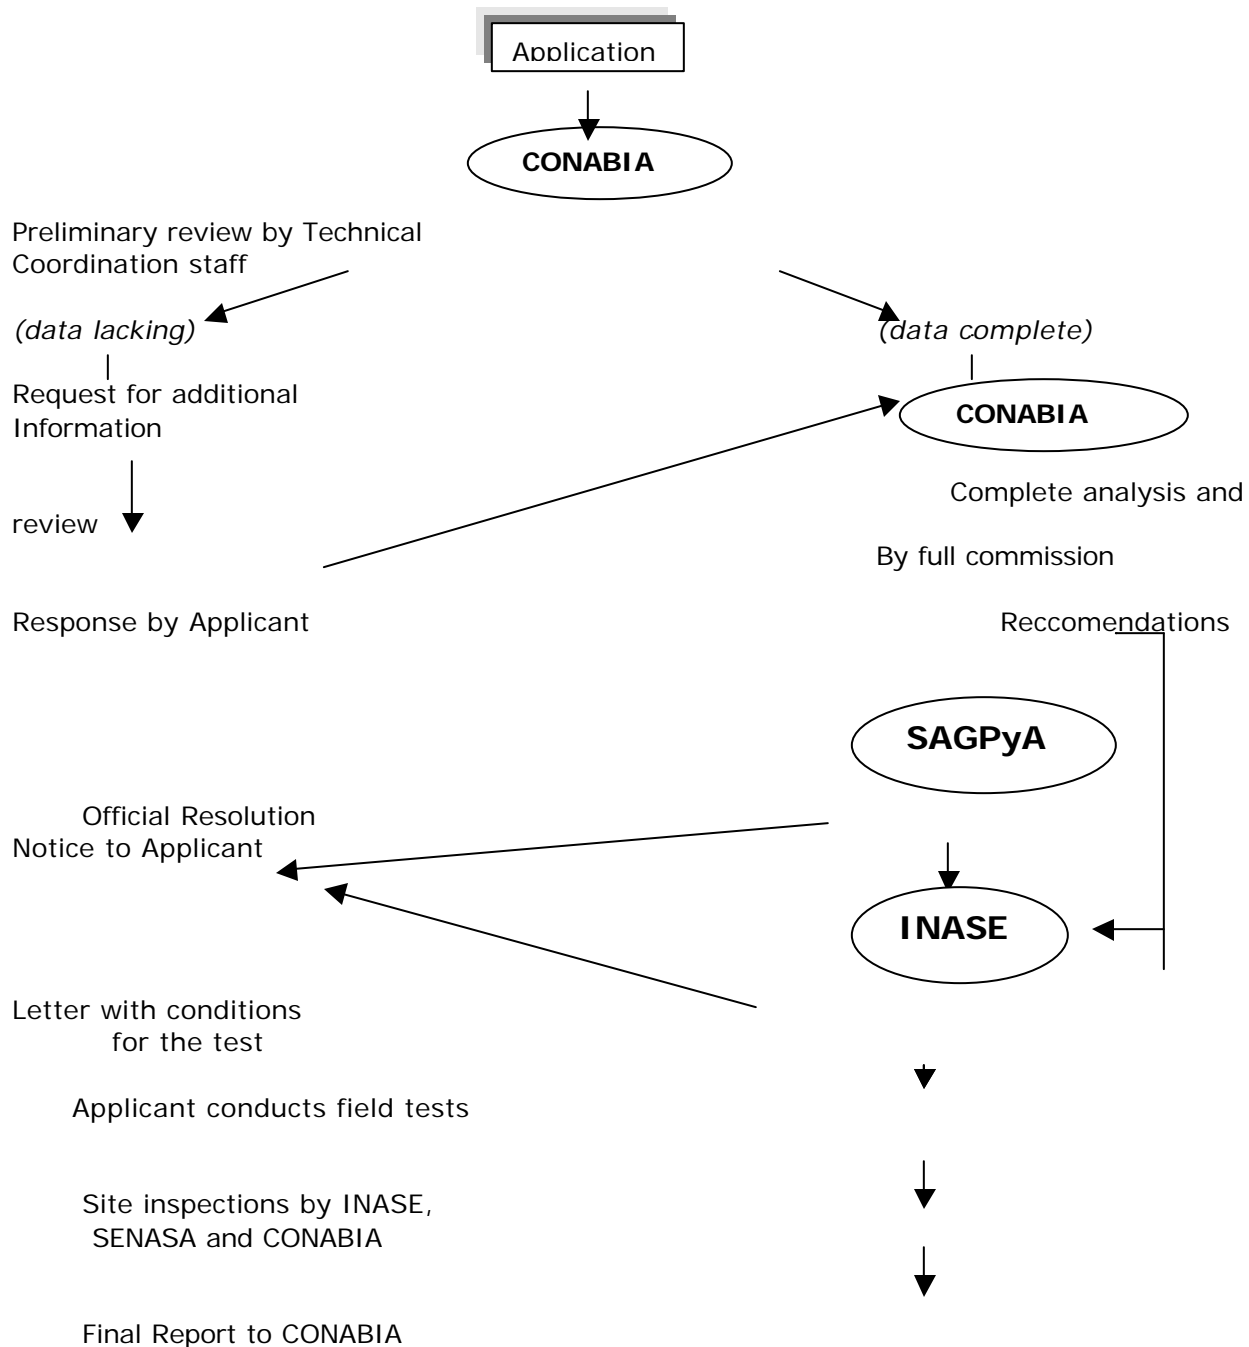 Application
CONABIA
Preliminary review by Technical
Coordination staff
(data lacking)
(data complete)
Request for additional
Information
CONABIA
Complete analysis and
review
By full commission
Response by Applicant
Reccomendations
SAGPyA
Official Resolution
Notice to Applicant
INASE
Letter with conditions
for the test
Applicant conducts field tests
Site inspections by INASE,
SENASA and CONABIA
Final Report to CONABIA